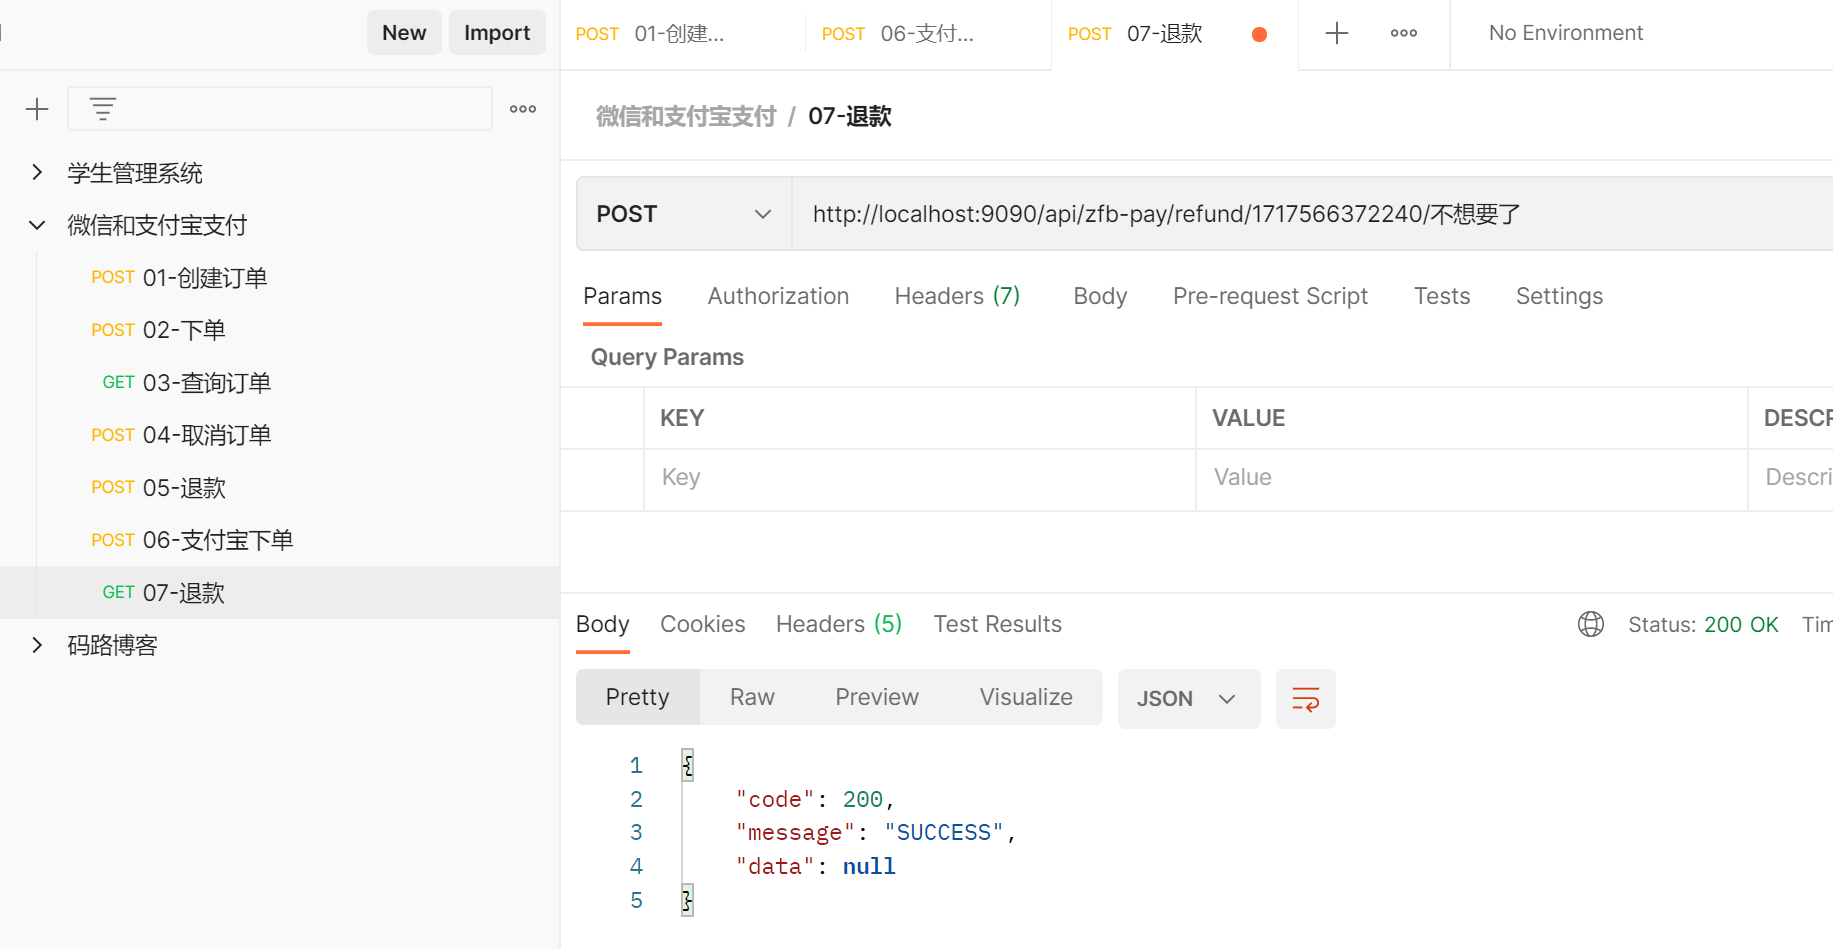 New Import
POST 01-创建... POST 06-支付... POST 07-退款 No Environment
学生管理系统
微信和支付宝支付
POST 01-创建订单
POST 02-下单
GET 03-查询订单
POST 04-取消订单
POST 05-退款
POST 06-支付宝下单
GET 07-退款
码路博客
微信和支付宝支付 / 07-退款
POST http://localhost:9090/api/zfb-pay/refund/1717566372240/不想要了
Params Authorization Headers (7) Body Pre-request Script Tests Settings
Query Params
KEY VALUE DESCR
Key Value Descri
Body Cookies Headers (5) Test Results Status: 200 OK Tim
Pretty Raw Preview Visualize JSON
1 {
2 "code": 200,
3 "message": "SUCCESS",
4 "data": null
5 }